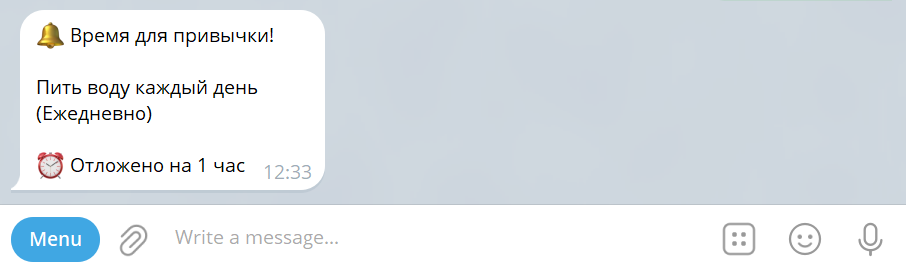 🔔 Время для привычки!
Пить воду каждый день
(Ежедневно)
⏰ Отложено на 1 час 12:33
Menu Write a message...